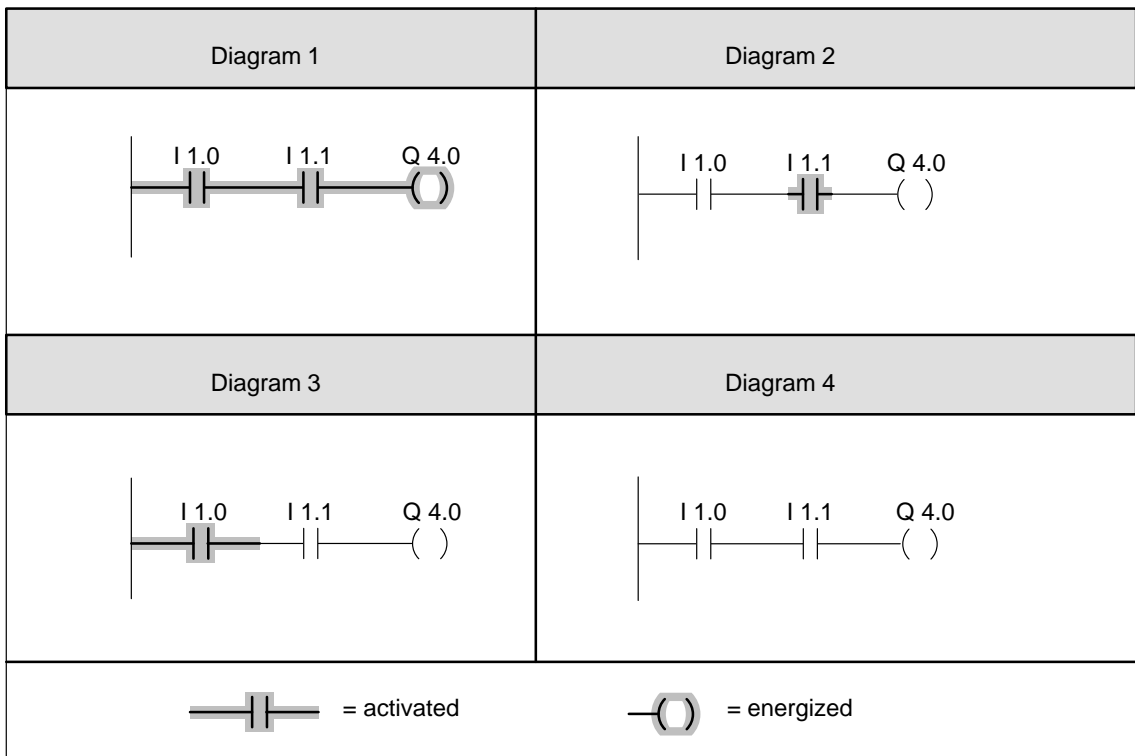 Diagram 1
Diagram 2
I 1.0 I 1.1 Q 4.0
I 1.0 I 1.1 Q 4.0
Diagram 3
Diagram 4
I 1.0 I 1.1 Q 4.0
I 1.0 I 1.1 Q 4.0
= activated
= energized